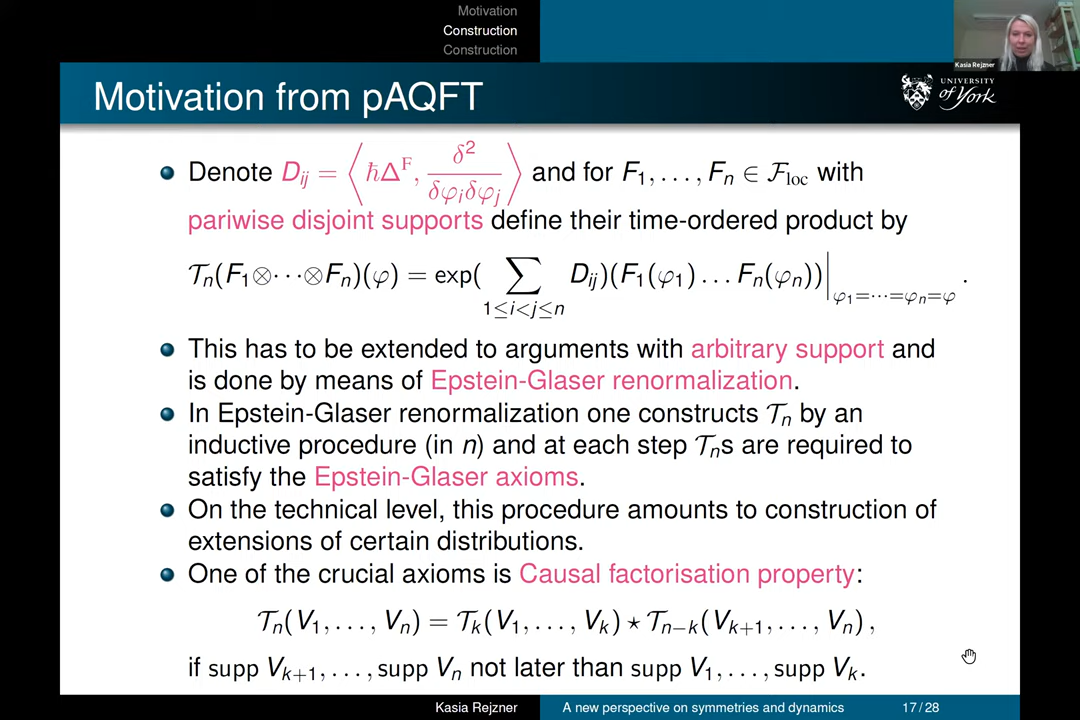 Motivation
Construction
Construction
Kasia Rejzner
Motivation from pAQFT
UNIVERSITY
of York
Denote D_{ij} = ⟨ħΔ^F, δ²/δφ_iδφ_j⟩ and for F_1, . . . , F_n ∈ ℱ_loc with
pariwise disjoint supports define their time-ordered product by
𝒯_n(F_1⊗···⊗F_n)(φ) = exp( ∑_{1≤i<j≤n} D_{ij})(F_1(φ_1) . . . F_n(φ_n))|_{φ_1=···=φ_n=φ} .
This has to be extended to arguments with arbitrary support and
is done by means of Epstein-Glaser renormalization.
In Epstein-Glaser renormalization one constructs 𝒯_n by an
inductive procedure (in n) and at each step 𝒯_ns are required to
satisfy the Epstein-Glaser axioms.
On the technical level, this procedure amounts to construction of
extensions of certain distributions.
One of the crucial axioms is Causal factorisation property:
𝒯_n(V_1, . . . , V_n) = 𝒯_k(V_1, . . . , V_k) ⋆ 𝒯_{n−k}(V_{k+1}, . . . , V_n) ,
if supp V_{k+1}, . . . , supp V_n not later than supp V_1, . . . , supp V_k.
Kasia Rejzner A new perspective on symmetries and dynamics 17 / 28